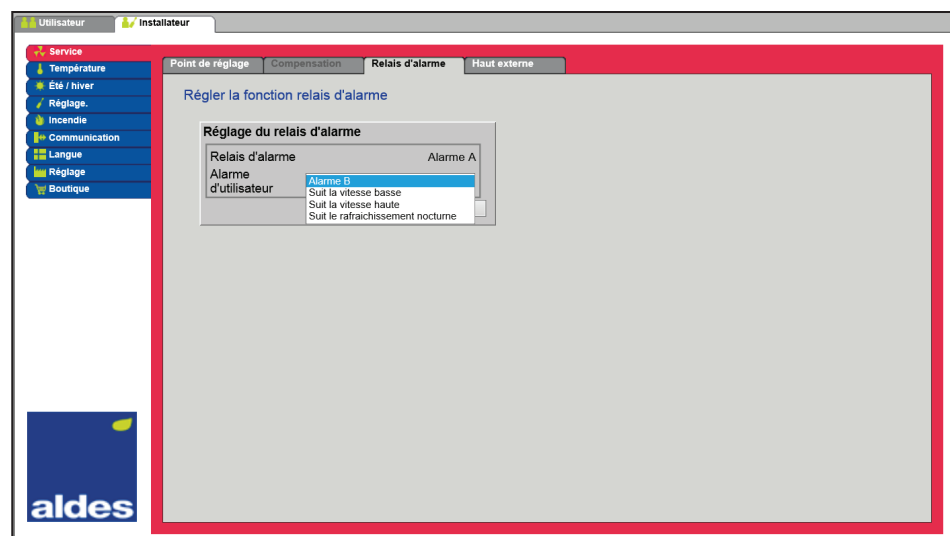 Utilisateur
Installateur
Service
Température
Été / hiver
Réglage.
Incendie
Communication
Langue
Réglage
Boutique
Point de réglage
Compensation
Relais d'alarme
Haut externe
Régler la fonction relais d'alarme
Réglage du relais d'alarme
Relais d'alarme Alarme A
Alarme
d'utilisateur
Alarme B
Suit la vitesse basse
Suit la vitesse haute
Suit le rafraichissement nocturne
aldes